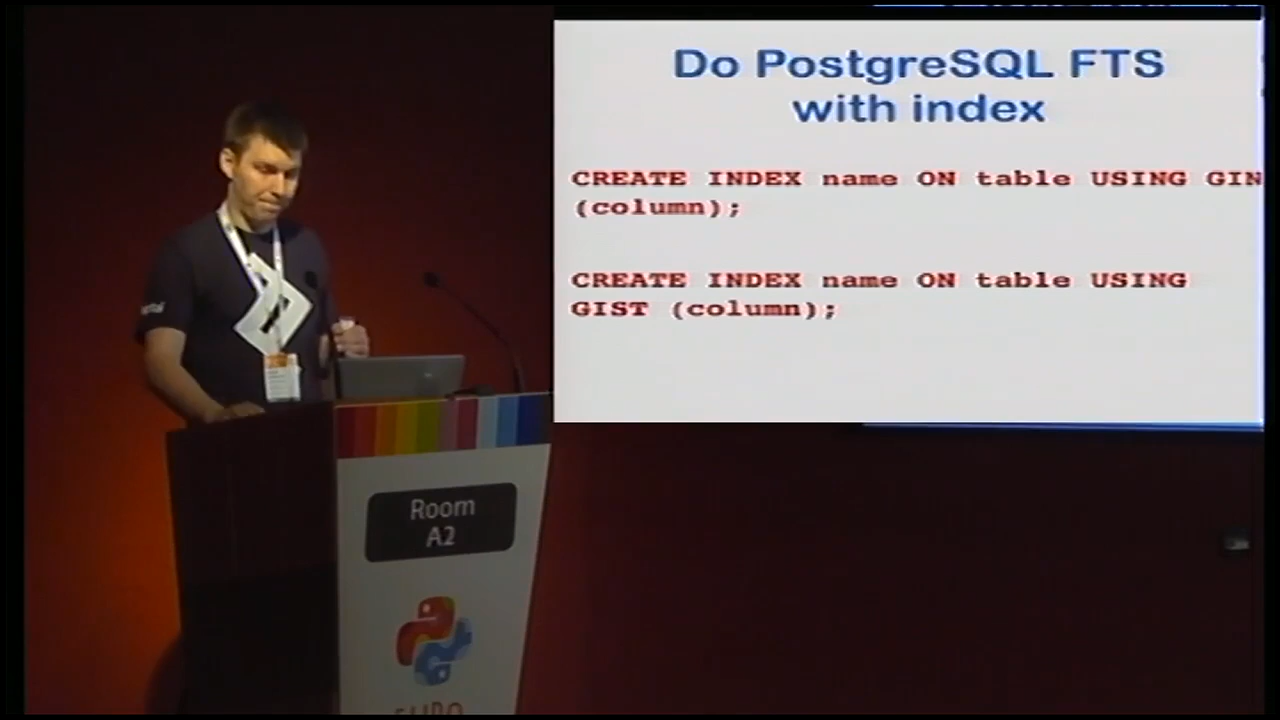 Do PostgreSQL FTS
with index
CREATE INDEX name ON table USING GIN
(column);
CREATE INDEX name ON table USING
GIST (column);
Room
A2
EURO